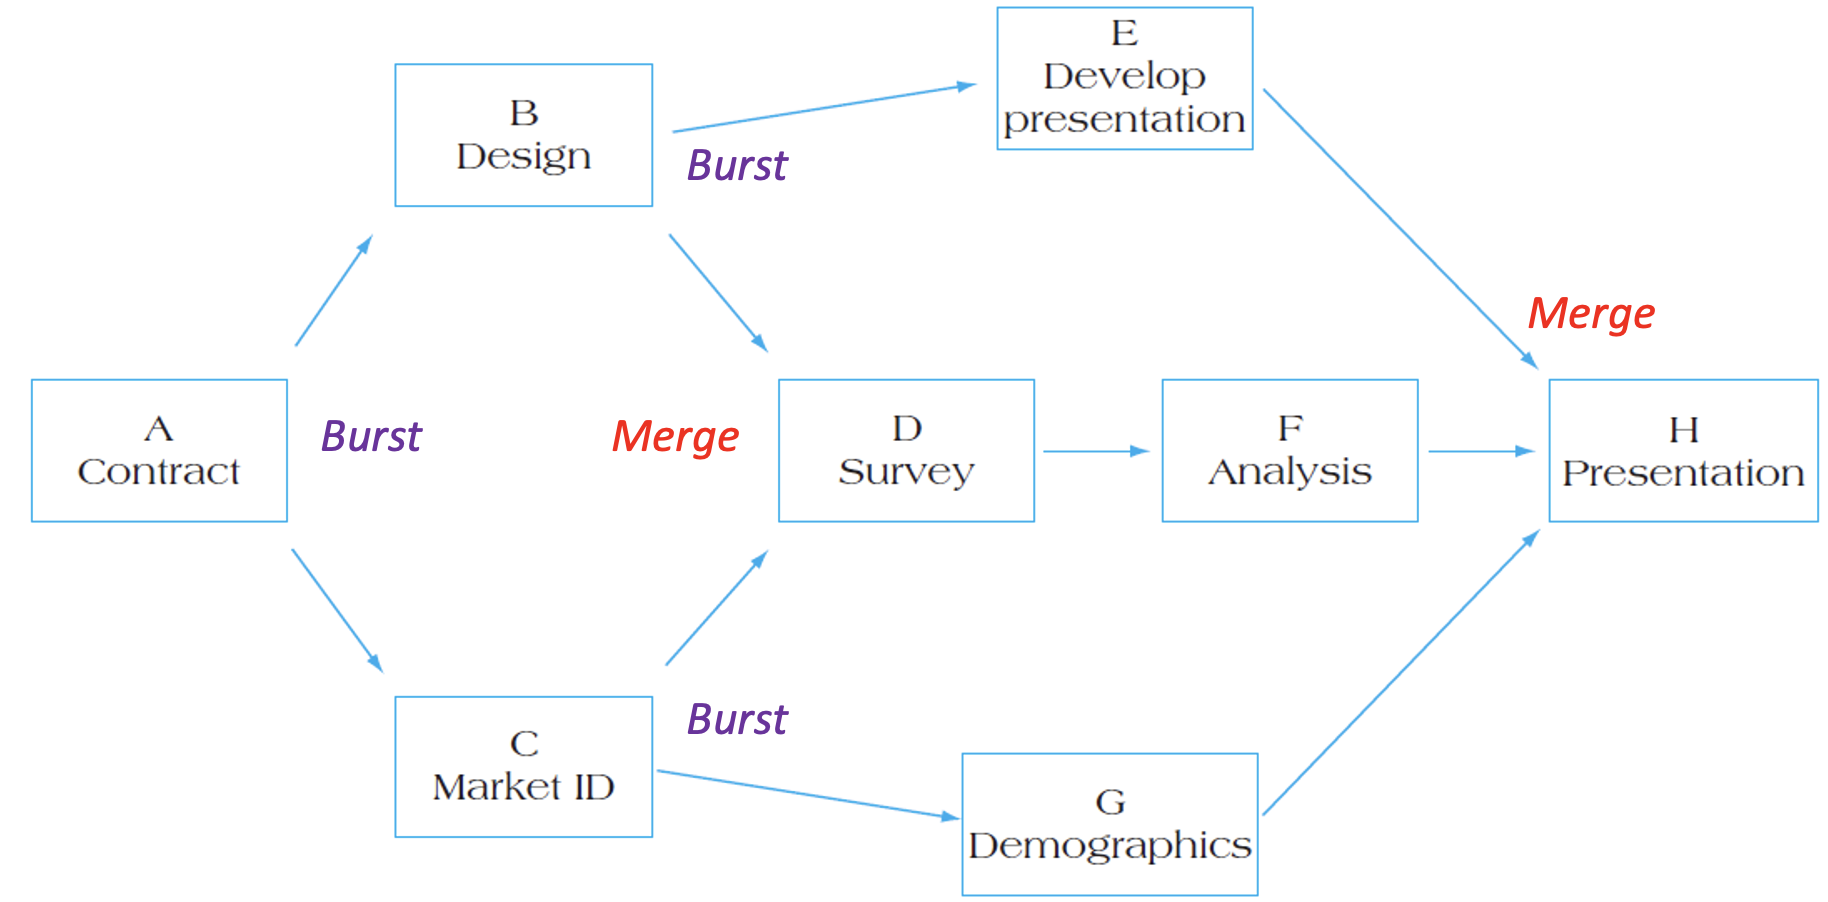 E
Develop
presentation
B
Design
Burst
Merge
A
Contract
Burst
Merge
D
Survey
F
Analysis
H
Presentation
C
Market ID
Burst
G
Demographics